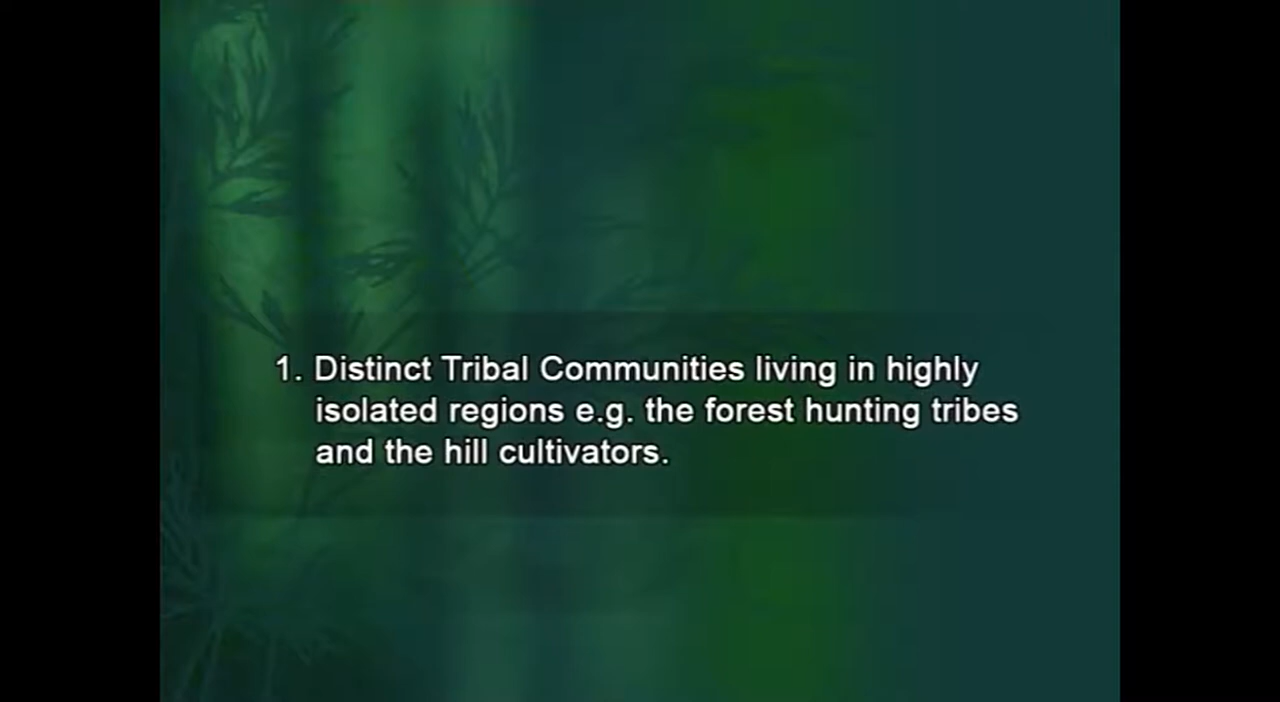 1. Distinct Tribal Communities living in highly
isolated regions e.g. the forest hunting tribes
and the hill cultivators.